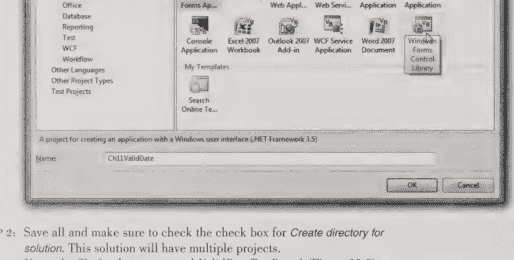 Office
Database
Reporting
Test
WCF
Workflow
Other Languages
Other Project Types
Test Projects
Forms Ap... Web Appl... Web Servi... Application Application
Console Application Excel 2007 Workbook Outlook 2007 Add-in WCF Service Application Word 2007 Document Windows Forms Control Library
My Templates
Search Online Te...
A project for creating an application with a Windows user interface (.NET Framework 3.5)
Name: Ch11ValidDate
OK Cancel
2: Save all and make sure to check the check box for Create directory for
solution. This solution will have multiple projects.